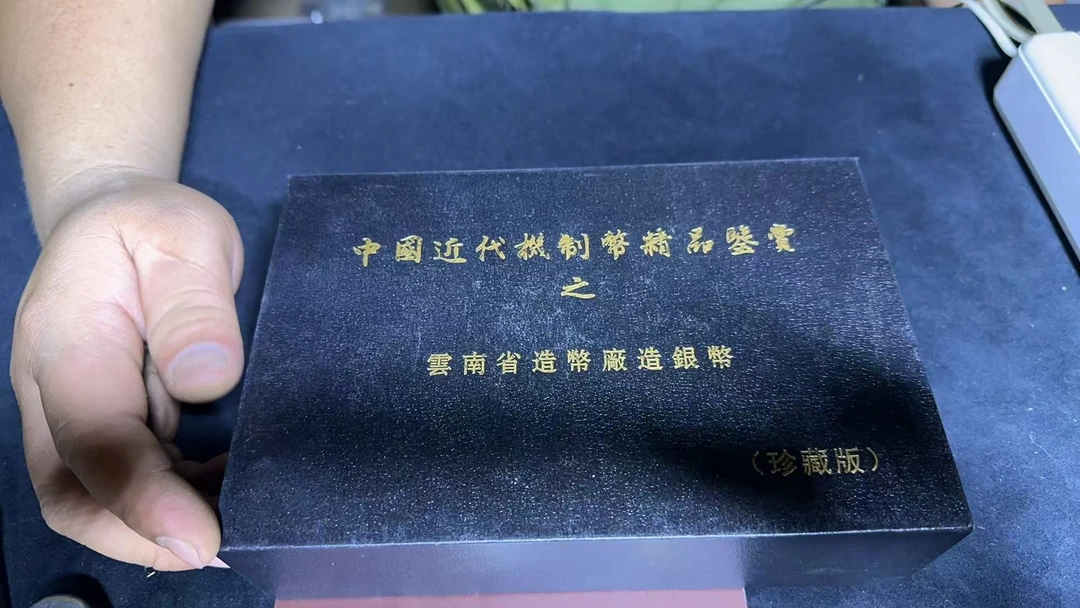 中國近代機制幣精品鑒賞
之
雲南省造幣廠造銀幣
（珍藏版）